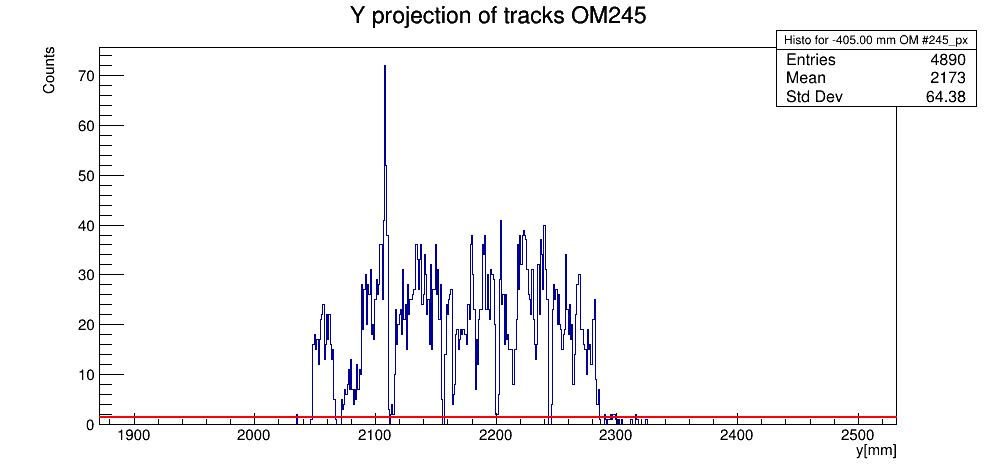 Y projection of tracks OM245
Counts
Histo for -405.00 mm OM #245_px
Entries 4890
Mean 2173
Std Dev 64.38
70
60
50
40
30
20
10
0
1900 2000 2100 2200 2300 2400 2500
y[mm]